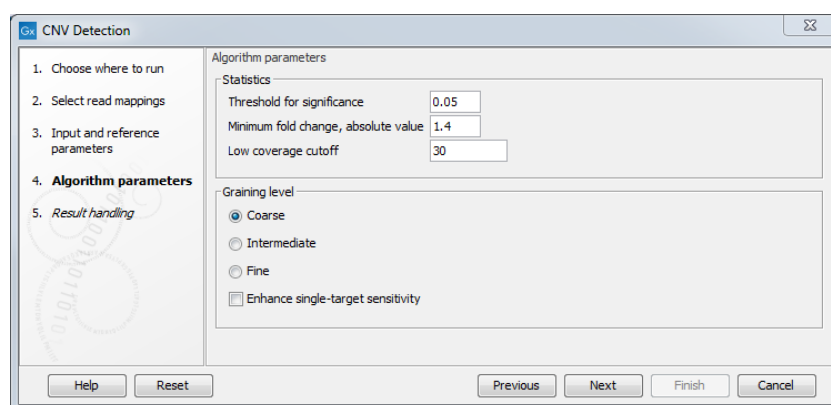 Gx CNV Detection
1. Choose where to run
2. Select read mappings
3. Input and reference
parameters
4. Algorithm parameters
5. Result handling
Algorithm parameters
Statistics
Threshold for significance 0.05
Minimum fold change, absolute value 1.4
Low coverage cutoff 30
Graining level
Coarse
Intermediate
Fine
Enhance single-target sensitivity
Help Reset Previous Next Finish Cancel